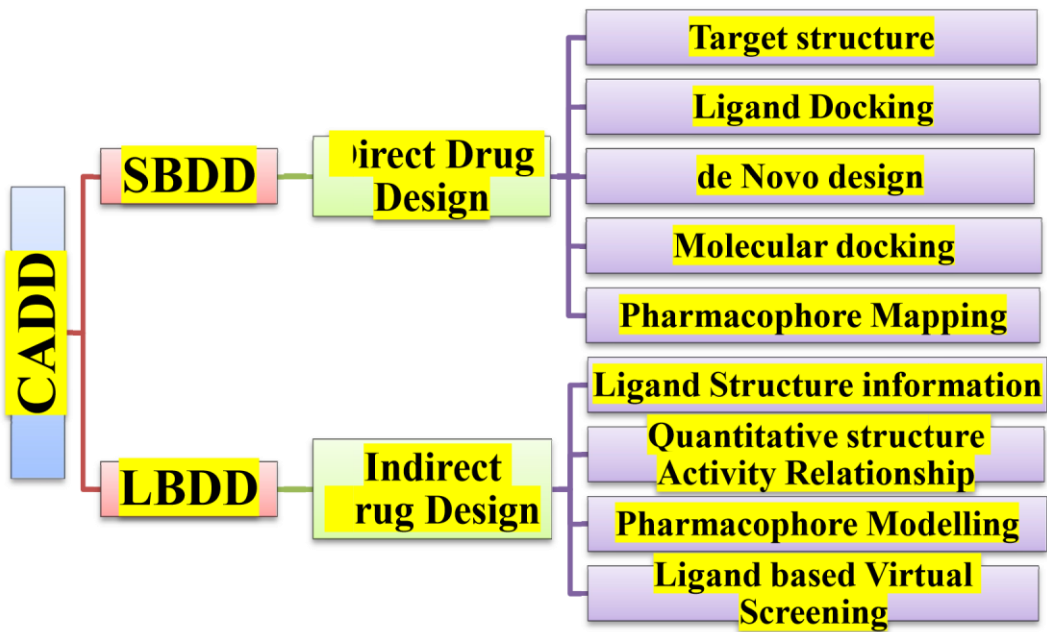 CADD
SBDD
)irect Drug
Design
Target structure
Ligand Docking
de Novo design
Molecular docking
Pharmacophore Mapping
LBDD
Indirect
rug Design
Ligand Structure information
Quantitative structure
Activity Relationship
Pharmacophore Modelling
Ligand based Virtual
Screening